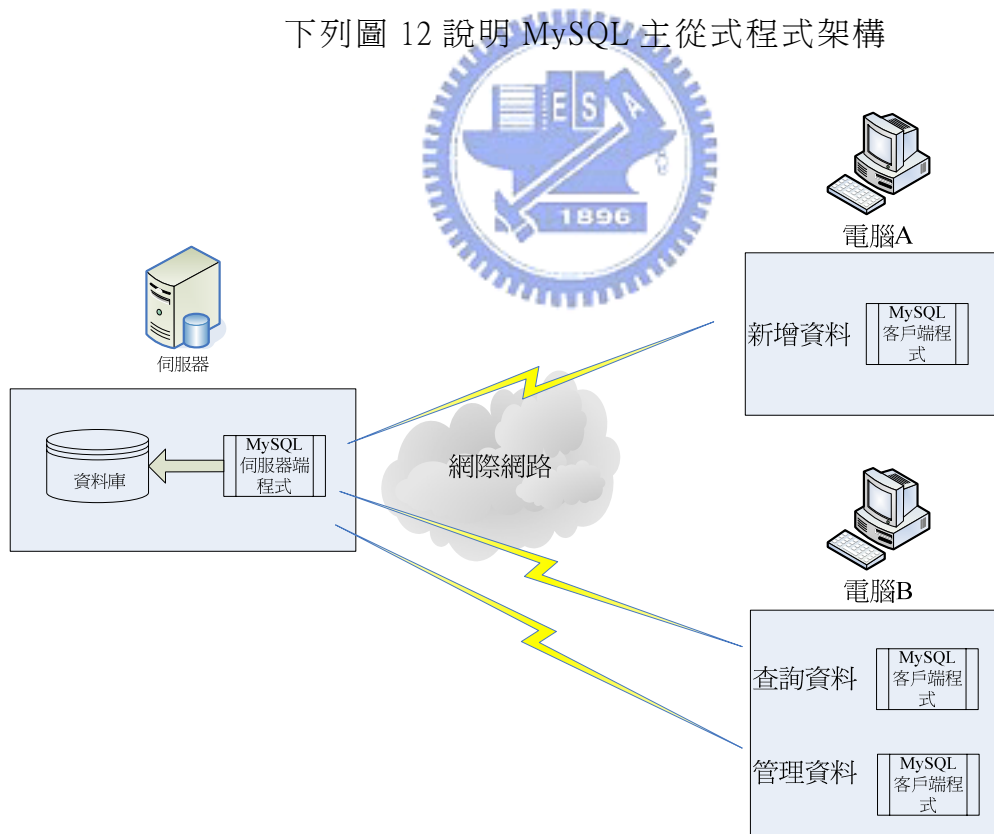 下列圖 12 說明 MySQL 主從式程式架構
ESA
1896
電腦A
新增資料
MySQL
客戶端程
式
伺服器
資料庫
MySQL
伺服器端
程式
網際網路
電腦B
查詢資料
MySQL
客戶端程
式
管理資料
MySQL
客戶端程
式